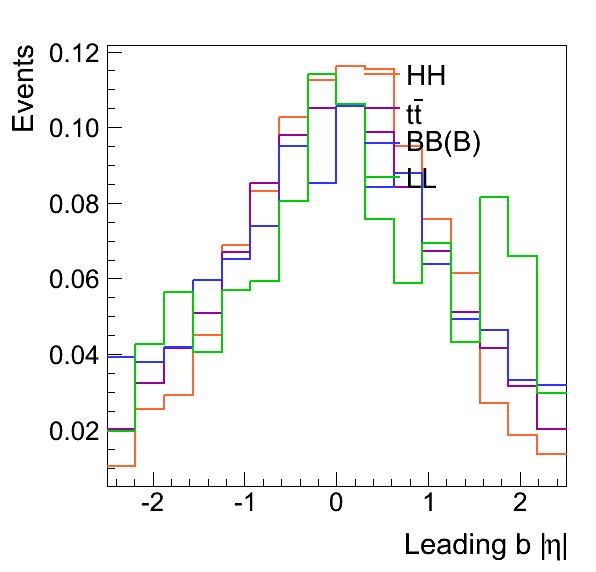 Events
0.12
0.10
0.08
0.06
0.04
0.02
HH
tt̄
BB(B)
LL
-2 -1 0 1 2
Leading b |η|